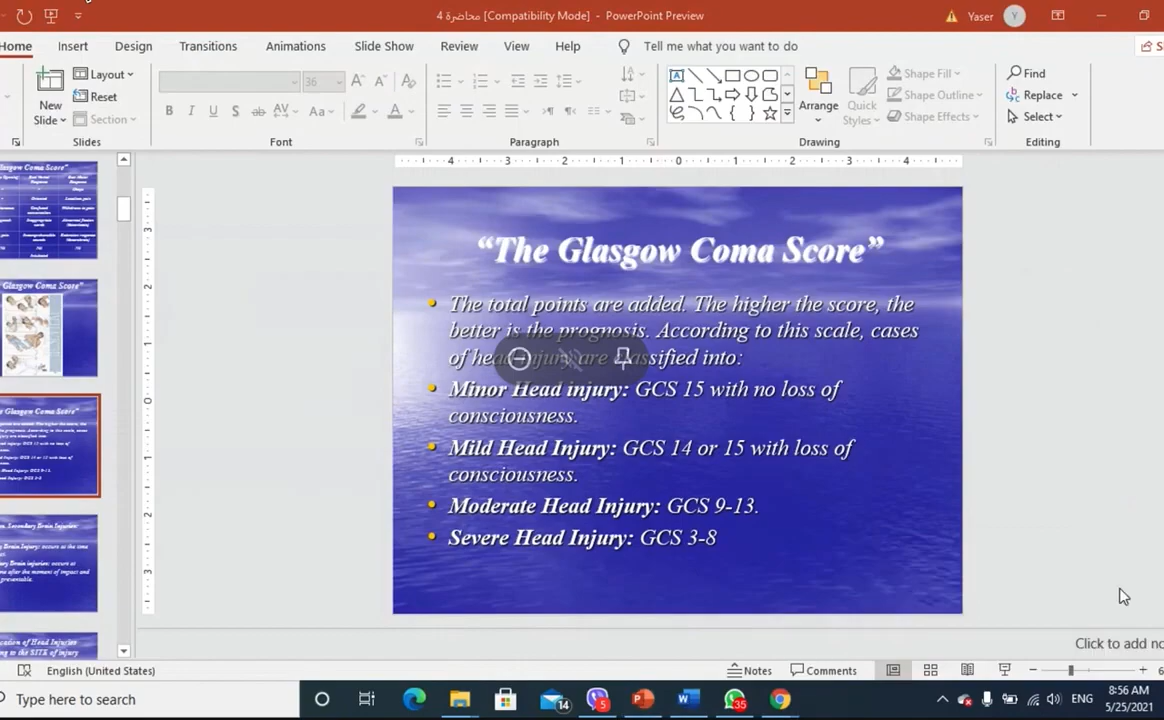 محاضرة 4 [Compatibility Mode] - PowerPoint Preview
Yaser
Y
Home Insert Design Transitions Animations Slide Show Review View Help Tell me what you want to do
New Slide
Layout
Reset
Section
Slides
36
Font
Paragraph
Arrange
Quick Styles
Shape Fill
Shape Outline
Shape Effects
Drawing
Find
Replace
Select
Editing
“The Glasgow Coma Score”
The total points are added. The higher the score, the
better is the prognosis. According to this scale, cases
of head injury are classified into:
Minor Head injury: GCS 15 with no loss of
consciousness.
Mild Head Injury: GCS 14 or 15 with loss of
consciousness.
Moderate Head Injury: GCS 9-13.
Severe Head Injury: GCS 3-8
Click to add no
English (United States)
Notes Comments
Type here to search
14
5
35
ENG
8:56 AM
5/25/2021